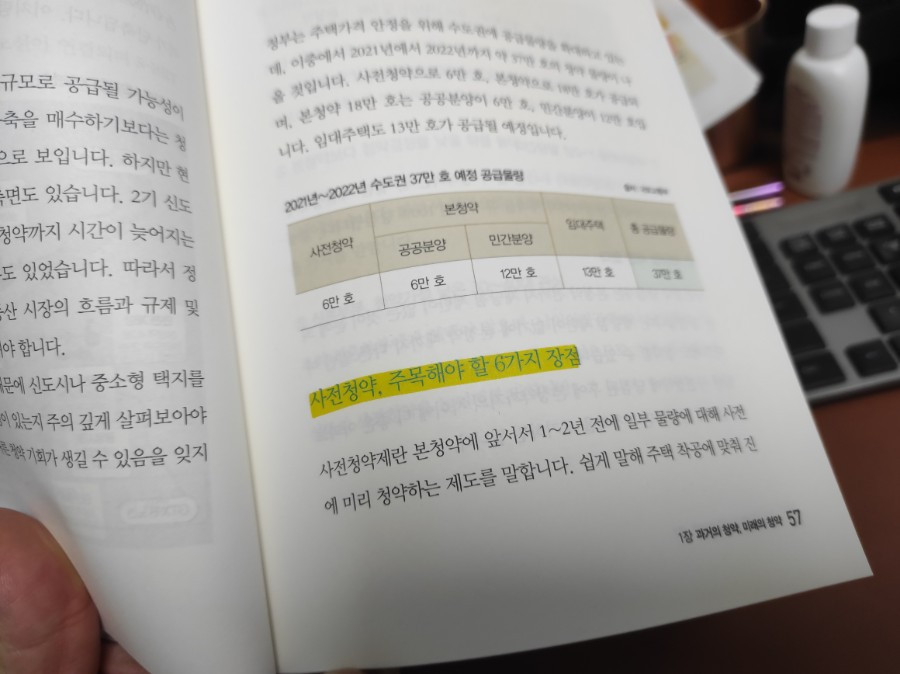 규모로 공급될 가능성이
축을 매수하기보다는 청
으로 보입니다. 하지만 현
측면도 있습니다. 2기 신도
청약까지 시간이 늦어지는
도 있었습니다. 따라서 정
산 시장의 흐름과 규제 및
야 합니다.
때문에 신도시나 중소형 택지를
이 있는지 주의 깊게 살펴보아야
청약 기회가 생길 수 있음을 잊지
정부는 주택가격 안정을 위해 수도권에 공급물량을 확대하고 있는
데, 이중에서 2021년에서 2022년까지 약 37만 호의 청약 물량이 나
올 것입니다. 사전청약으로 6만 호, 본청약으로 18만 호가 공급되
며, 본청약 18만 호는 공공분양이 6만 호, 민간분양이 12만 호입
니다. 임대주택도 13만 호가 공급될 예정입니다.
2021년~2022년 수도권 37만 호 예정 공급물량
사전청약 본청약 임대주택 총 공급물량
공공분양 민간분양
6만 호 6만 호 12만 호 13만 호 37만 호
사전청약, 주목해야 할 6가지 장점
사전청약제란 본청약에 앞서서 1~2년 전에 일부 물량에 대해 사전
에 미리 청약하는 제도를 말합니다. 쉽게 말해 주택 착공에 맞춰 진
1장 과거의 청약, 미래의 청약 57